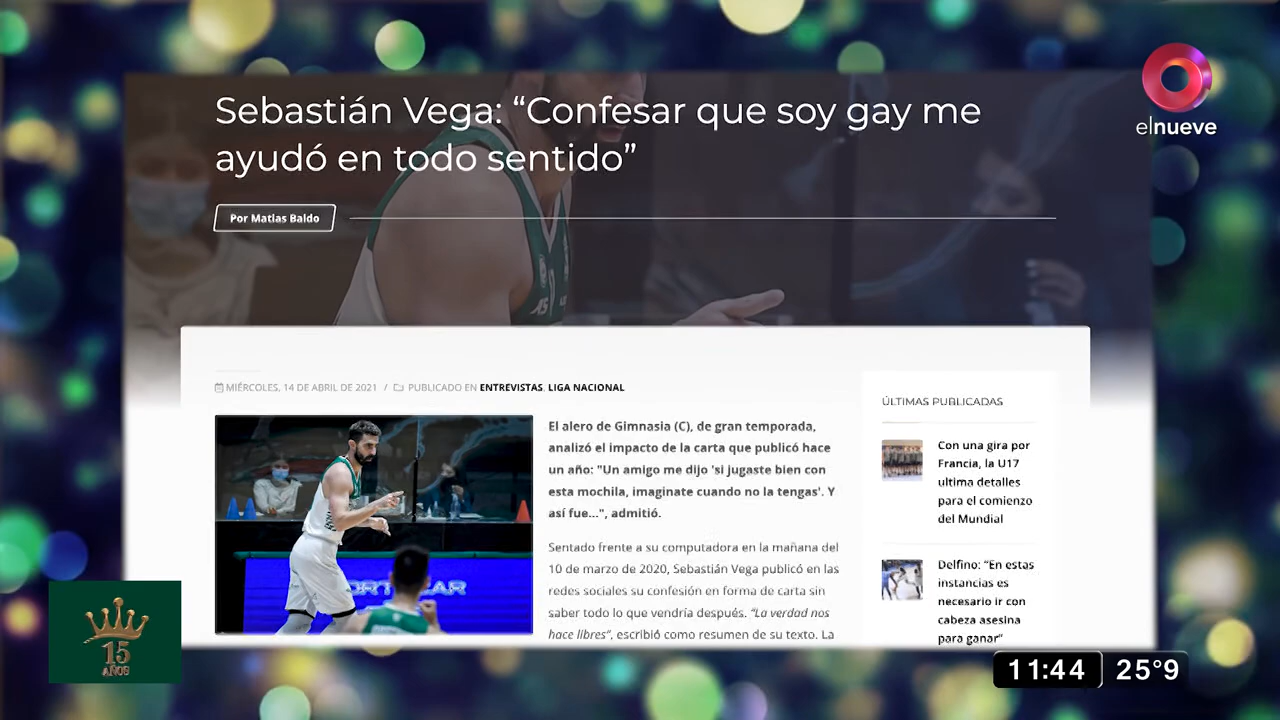 Sebastián Vega: “Confesar que soy gay me
ayudó en todo sentido”
elnueve
Por Matías Baldo
MIÉRCOLES, 14 DE ABRIL DE 2021 / PUBLICADO EN ENTREVISTAS, LIGA NACIONAL
El alero de Gimnasia (C), de gran temporada,
analizó el impacto de la carta que publicó hace
un año: "Un amigo me dijo 'si jugaste bien con
esta mochila, imaginate cuando no la tengas'. Y
así fue...", admitió.
Sentado frente a su computadora en la mañana del
10 de marzo de 2020, Sebastián Vega publicó en las
redes sociales su confesión en forma de carta sin
saber todo lo que vendría después. “La verdad nos
hace libres”, escribió como resumen de su texto. La
ÚLTIMAS PUBLICADAS
Con una gira por
Francia, la U17
ultima detalles
para el comienzo
del Mundial
Delfino: “En estas
instancias es
necesario ir con
cabeza asesina
para ganar”
15
AÑOS
11:44 25°9